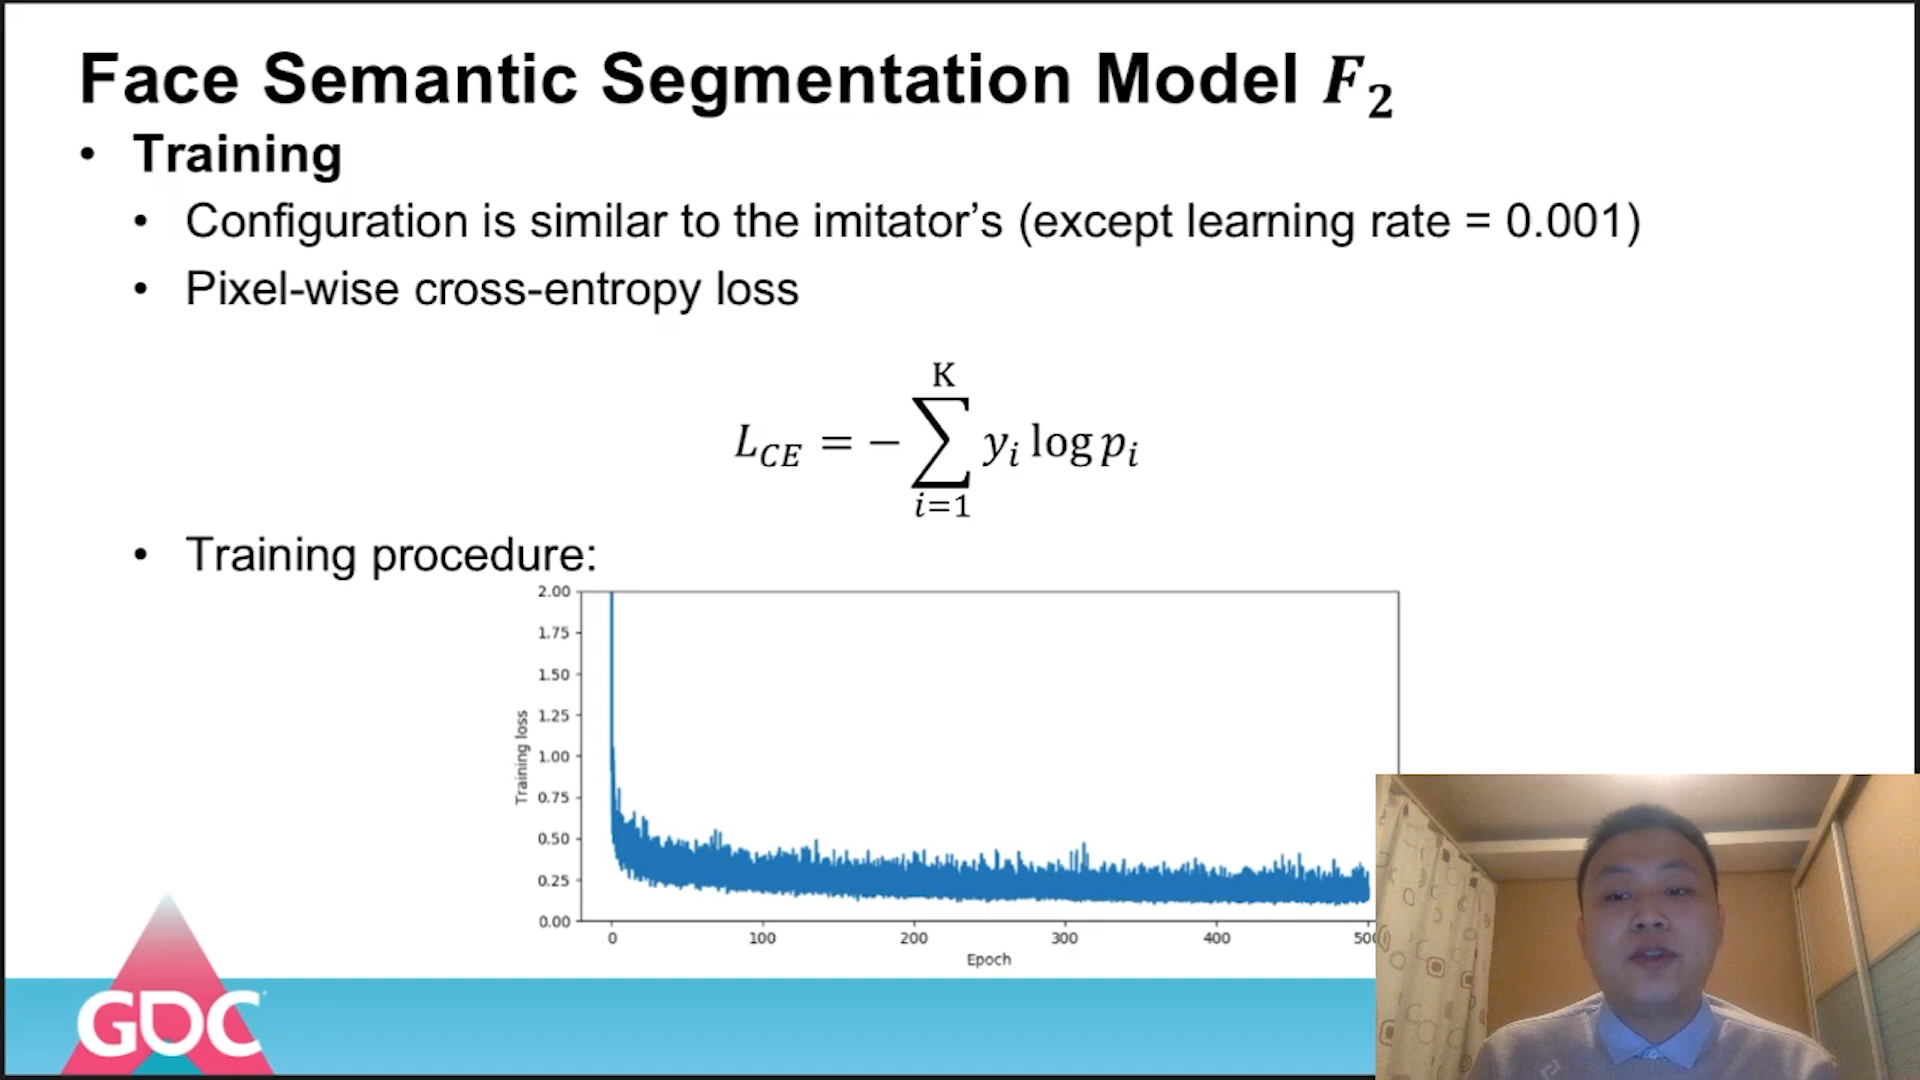 Face Semantic Segmentation Model F₂
• Training
• Configuration is similar to the imitator’s (except learning rate = 0.001)
• Pixel-wise cross-entropy loss
K
L_CE = − ∑ y_i log p_i
i=1
• Training procedure:
2.00
1.75
1.50
1.25
1.00
0.75
0.50
0.25
0.00
Training loss
0 100 200 300 400 500
Epoch
GDC